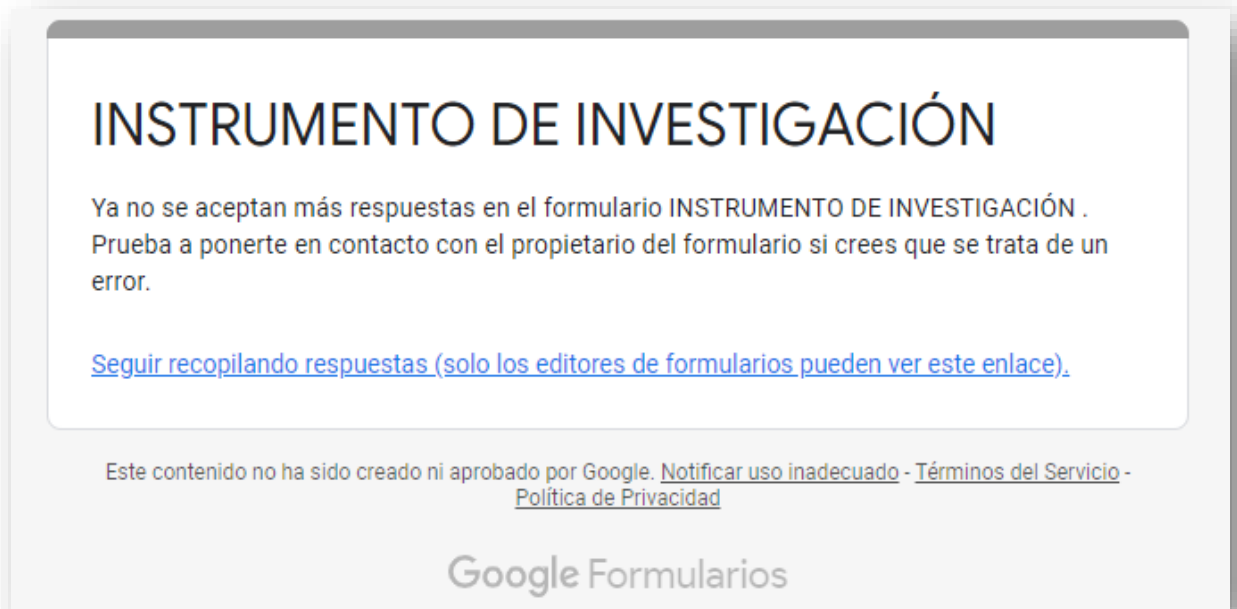 INSTRUMENTO DE INVESTIGACIÓN
Ya no se aceptan más respuestas en el formulario INSTRUMENTO DE INVESTIGACIÓN .
Prueba a ponerte en contacto con el propietario del formulario si crees que se trata de un
error.
Seguir recopilando respuestas (solo los editores de formularios pueden ver este enlace).
Este contenido no ha sido creado ni aprobado por Google. Notificar uso inadecuado - Términos del Servicio -
Política de Privacidad
Google Formularios